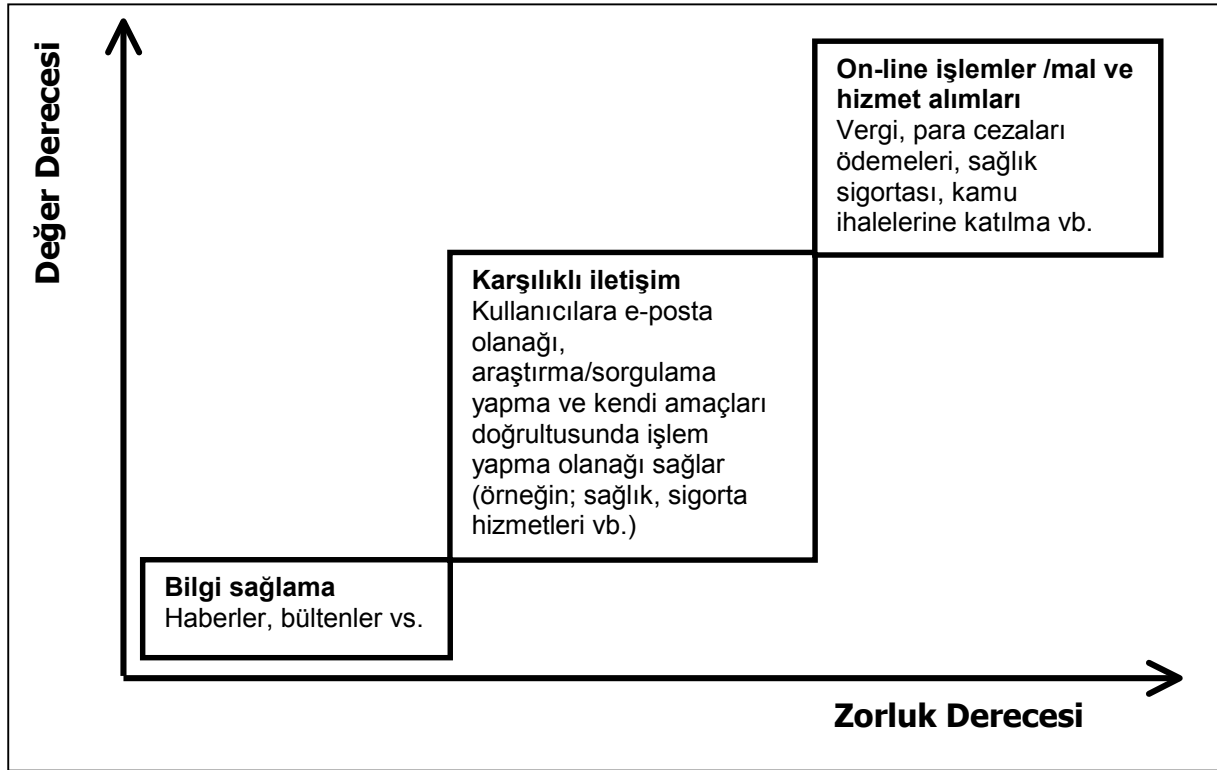 Değer Derecesi
On-line işlemler /mal ve
hizmet alımları
Vergi, para cezaları
ödemeleri, sağlık
sigortası, kamu
ihalelerine katılma vb.
Karşılıklı iletişim
Kullanıcılara e-posta
olanağı,
araştırma/sorgulama
yapma ve kendi amaçları
doğrultusunda işlem
yapma olanağı sağlar
(örneğin; sağlık, sigorta
hizmetleri vb.)
Bilgi sağlama
Haberler, bültenler vs.
Zorluk Derecesi